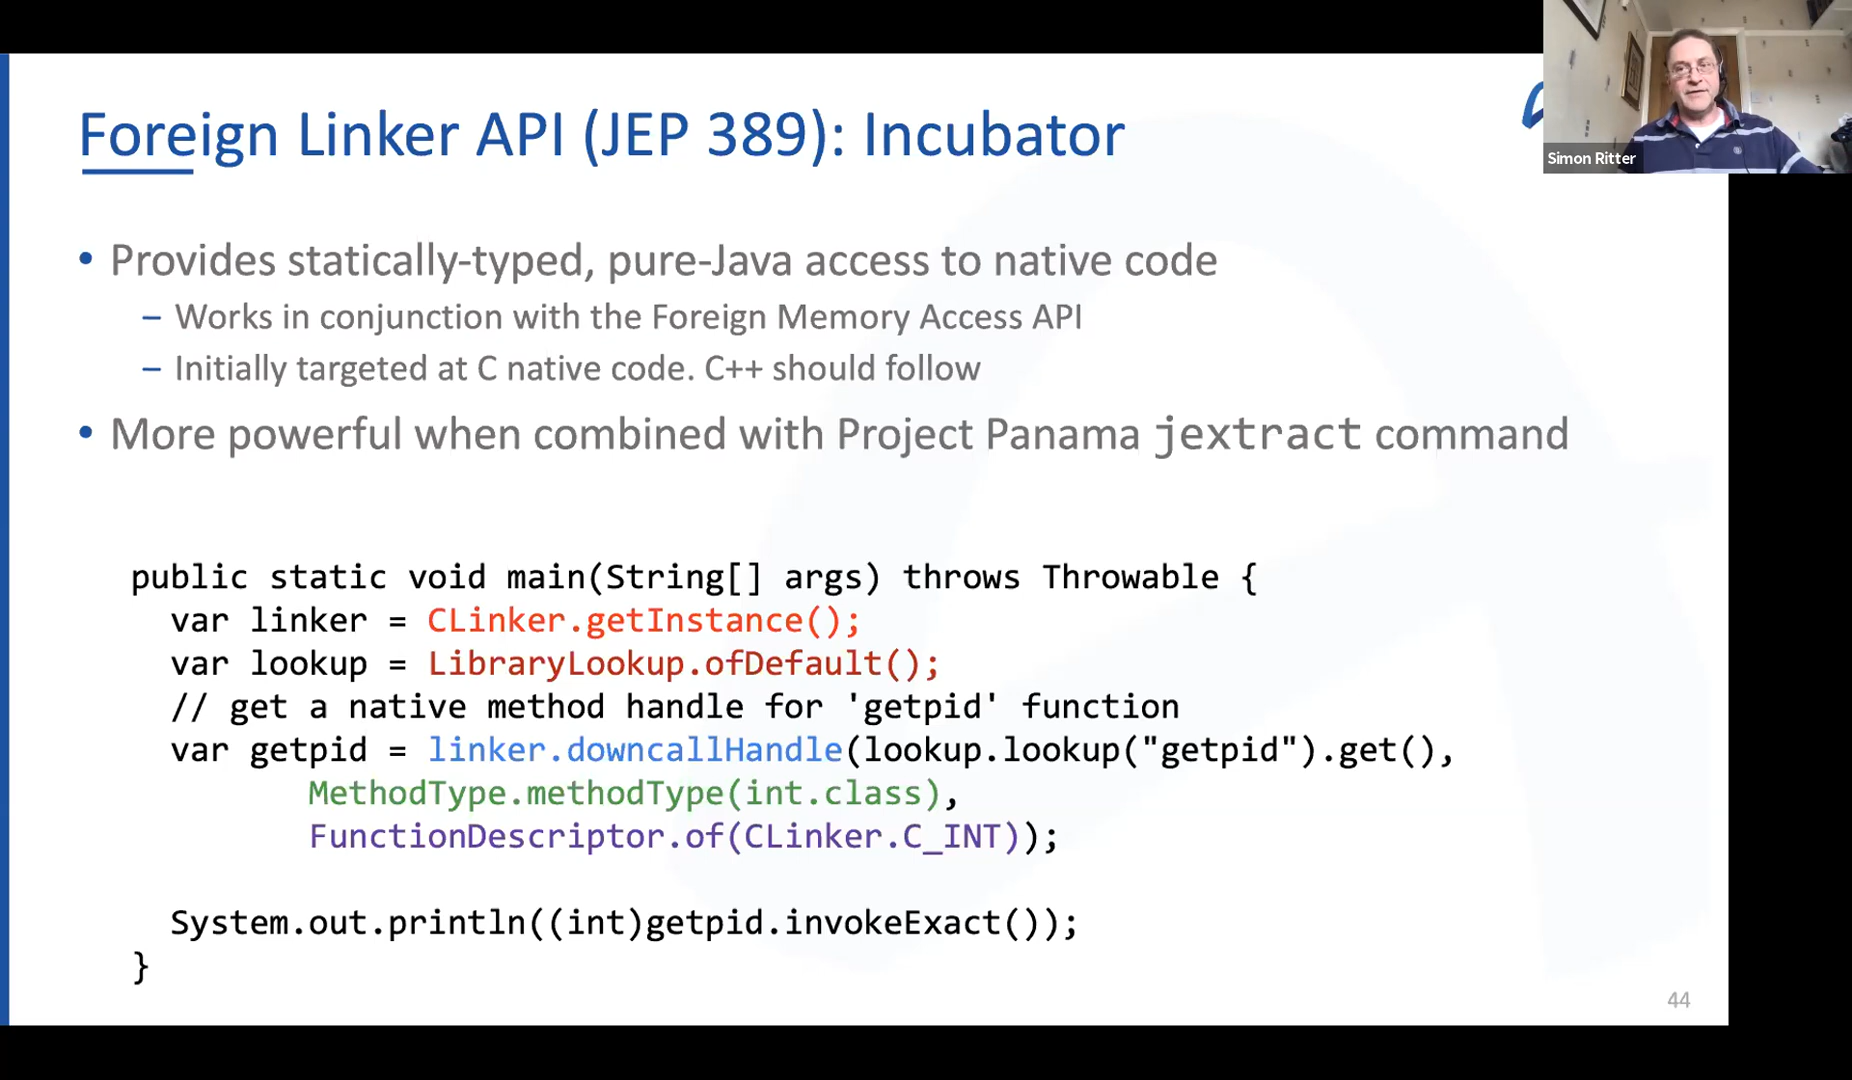 Simon Ritter
Foreign Linker API (JEP 389): Incubator
• Provides statically-typed, pure-Java access to native code
– Works in conjunction with the Foreign Memory Access API
– Initially targeted at C native code. C++ should follow
• More powerful when combined with Project Panama jextract command
public static void main(String[] args) throws Throwable {
var linker = CLinker.getInstance();
var lookup = LibraryLookup.ofDefault();
// get a native method handle for 'getpid' function
var getpid = linker.downcallHandle(lookup.lookup("getpid").get(),
MethodType.methodType(int.class),
FunctionDescriptor.of(CLinker.C_INT));
System.out.println((int)getpid.invokeExact());
}
44